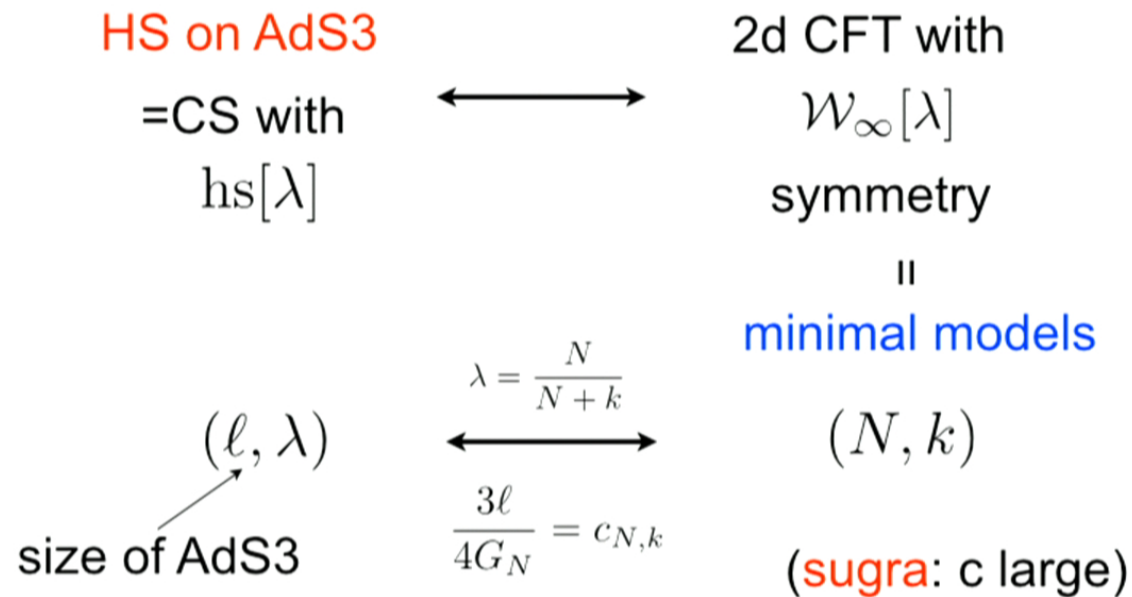 HS on AdS3
=CS with
hs[λ]
2d CFT with
𝒲∞[λ]
symmetry
=
minimal models
λ = N / (N + k)
(ℓ, λ)
(N, k)
3ℓ / 4G_N = c_{N,k}
size of AdS3
(sugra: c large)